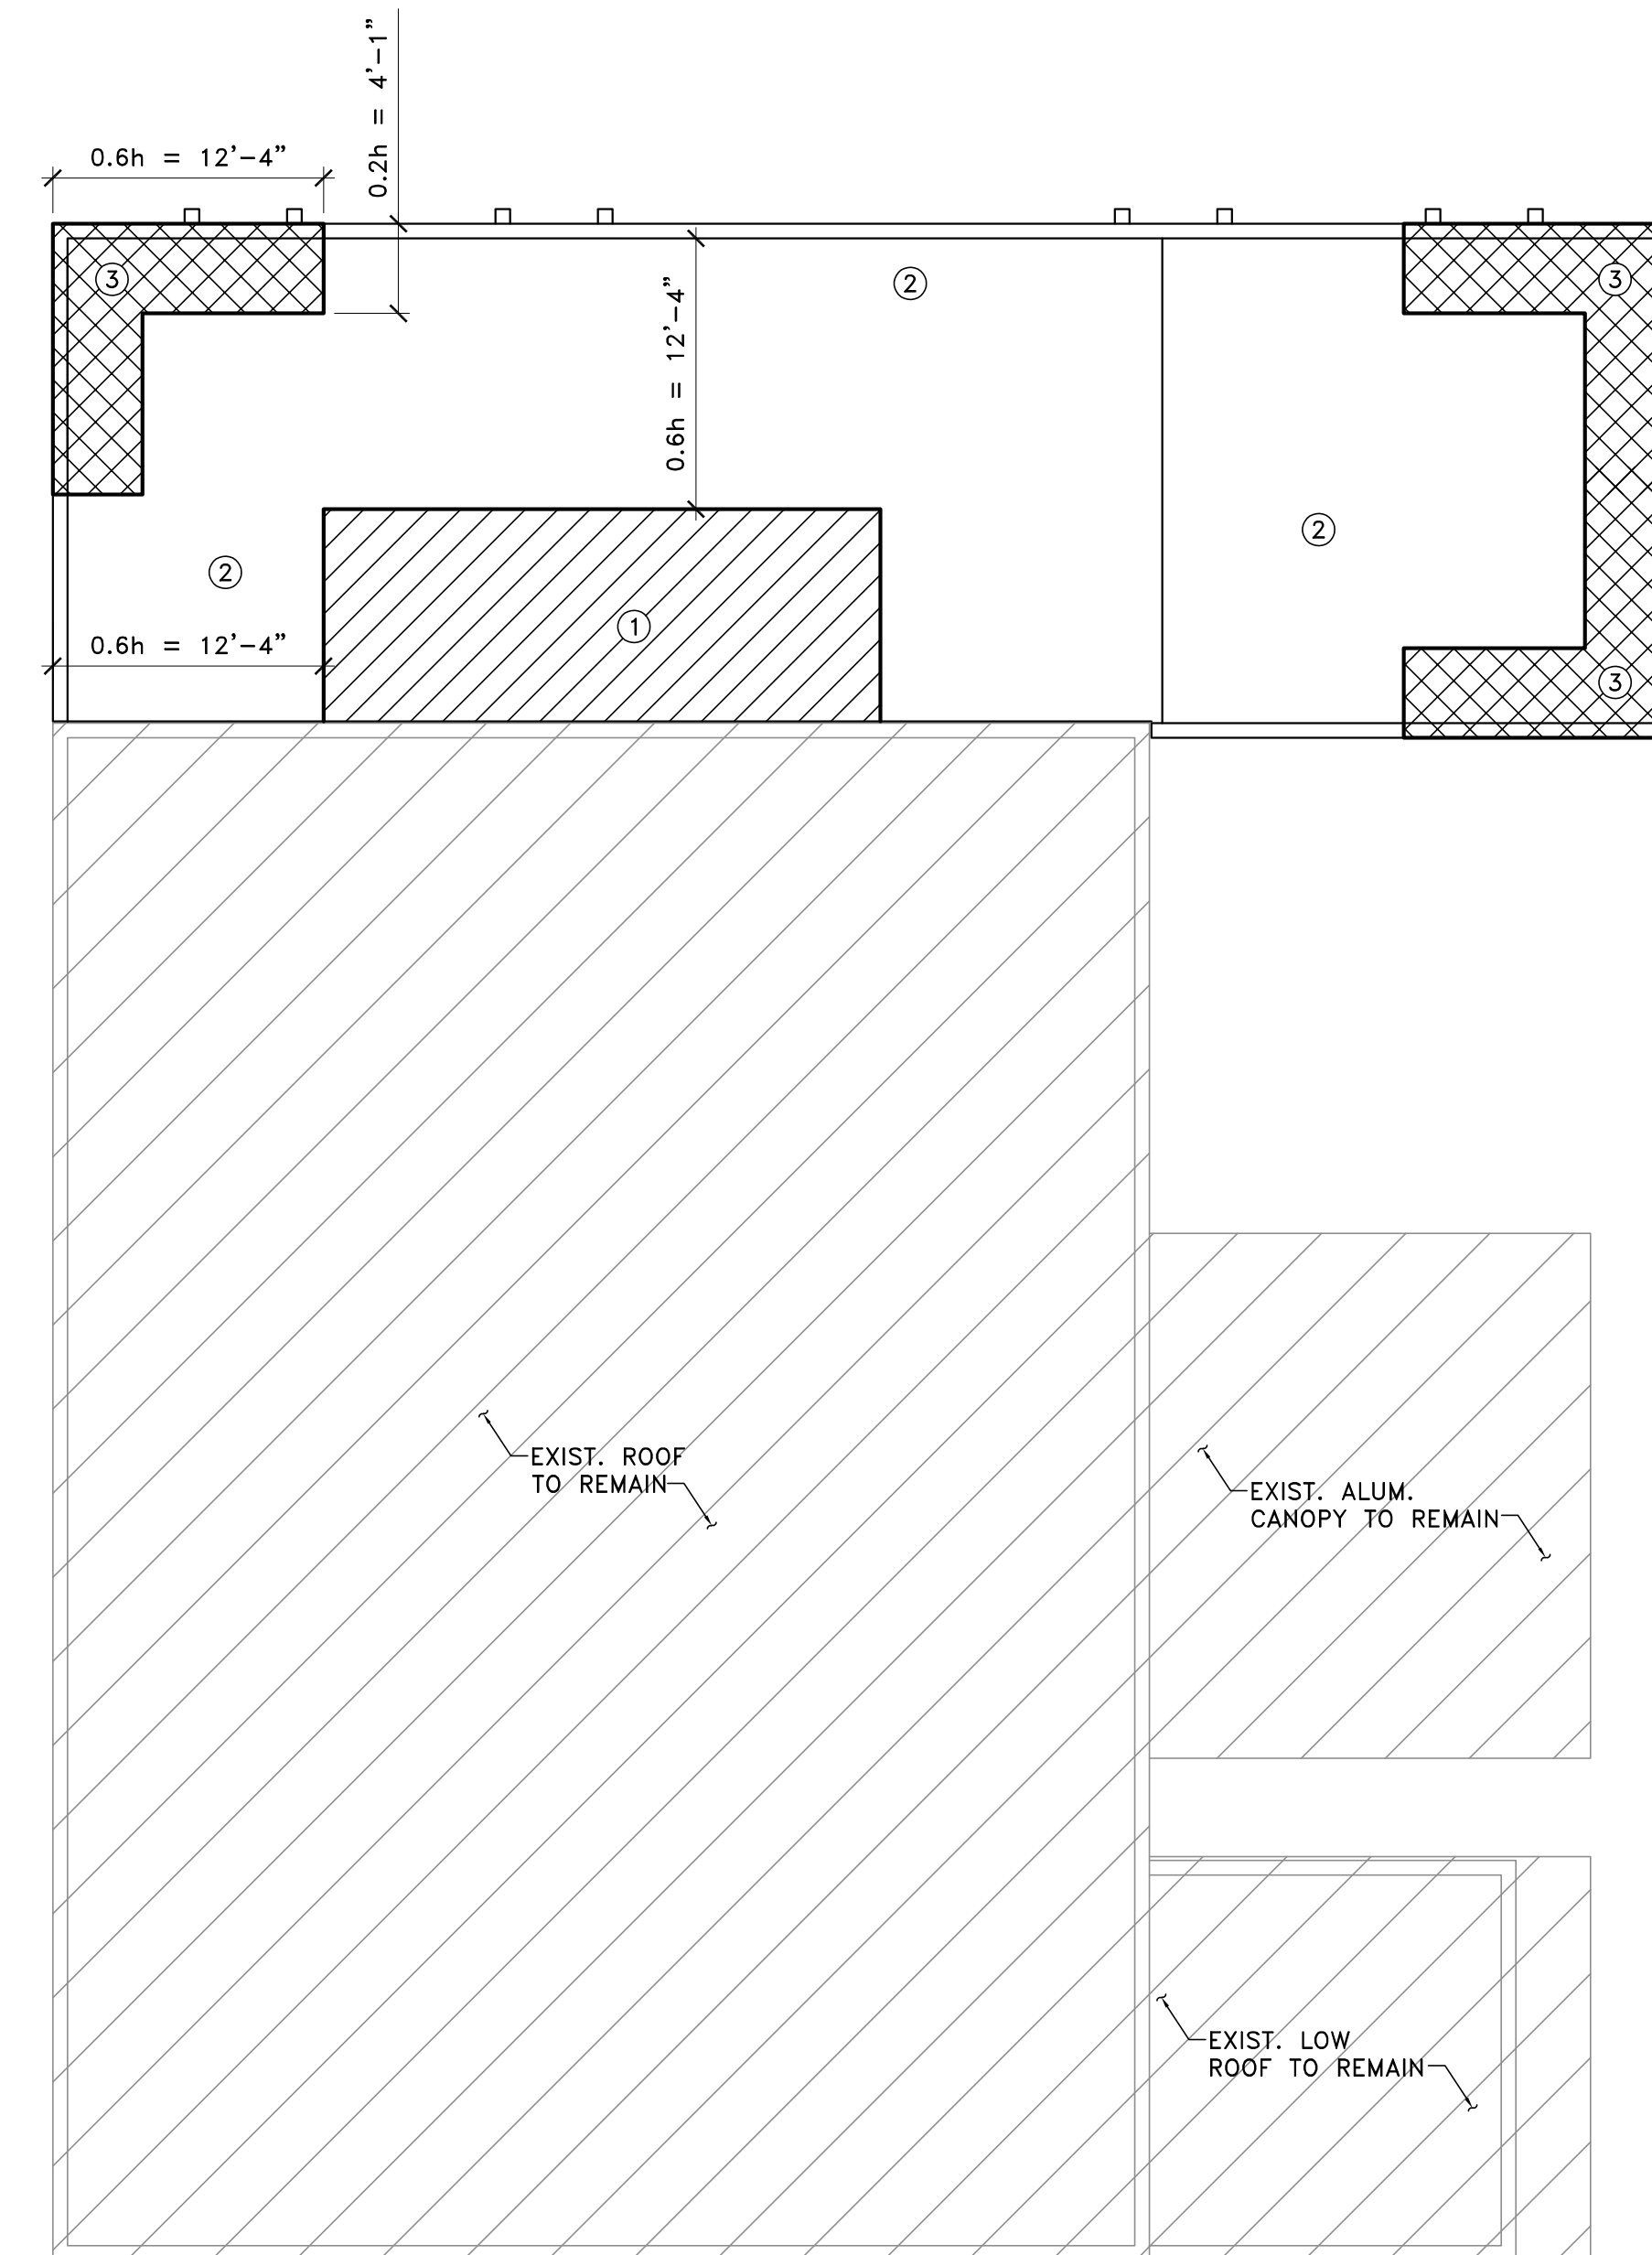 0.2h = 4'-1"
0.6h = 12'-4"
3
2
3
0.6h = 12'-4"
2
2
1
0.6h = 12'-4"
3
EXIST. ROOF
TO REMAIN
EXIST. ALUM.
CANOPY TO REMAIN
EXIST. LOW
ROOF TO REMAIN